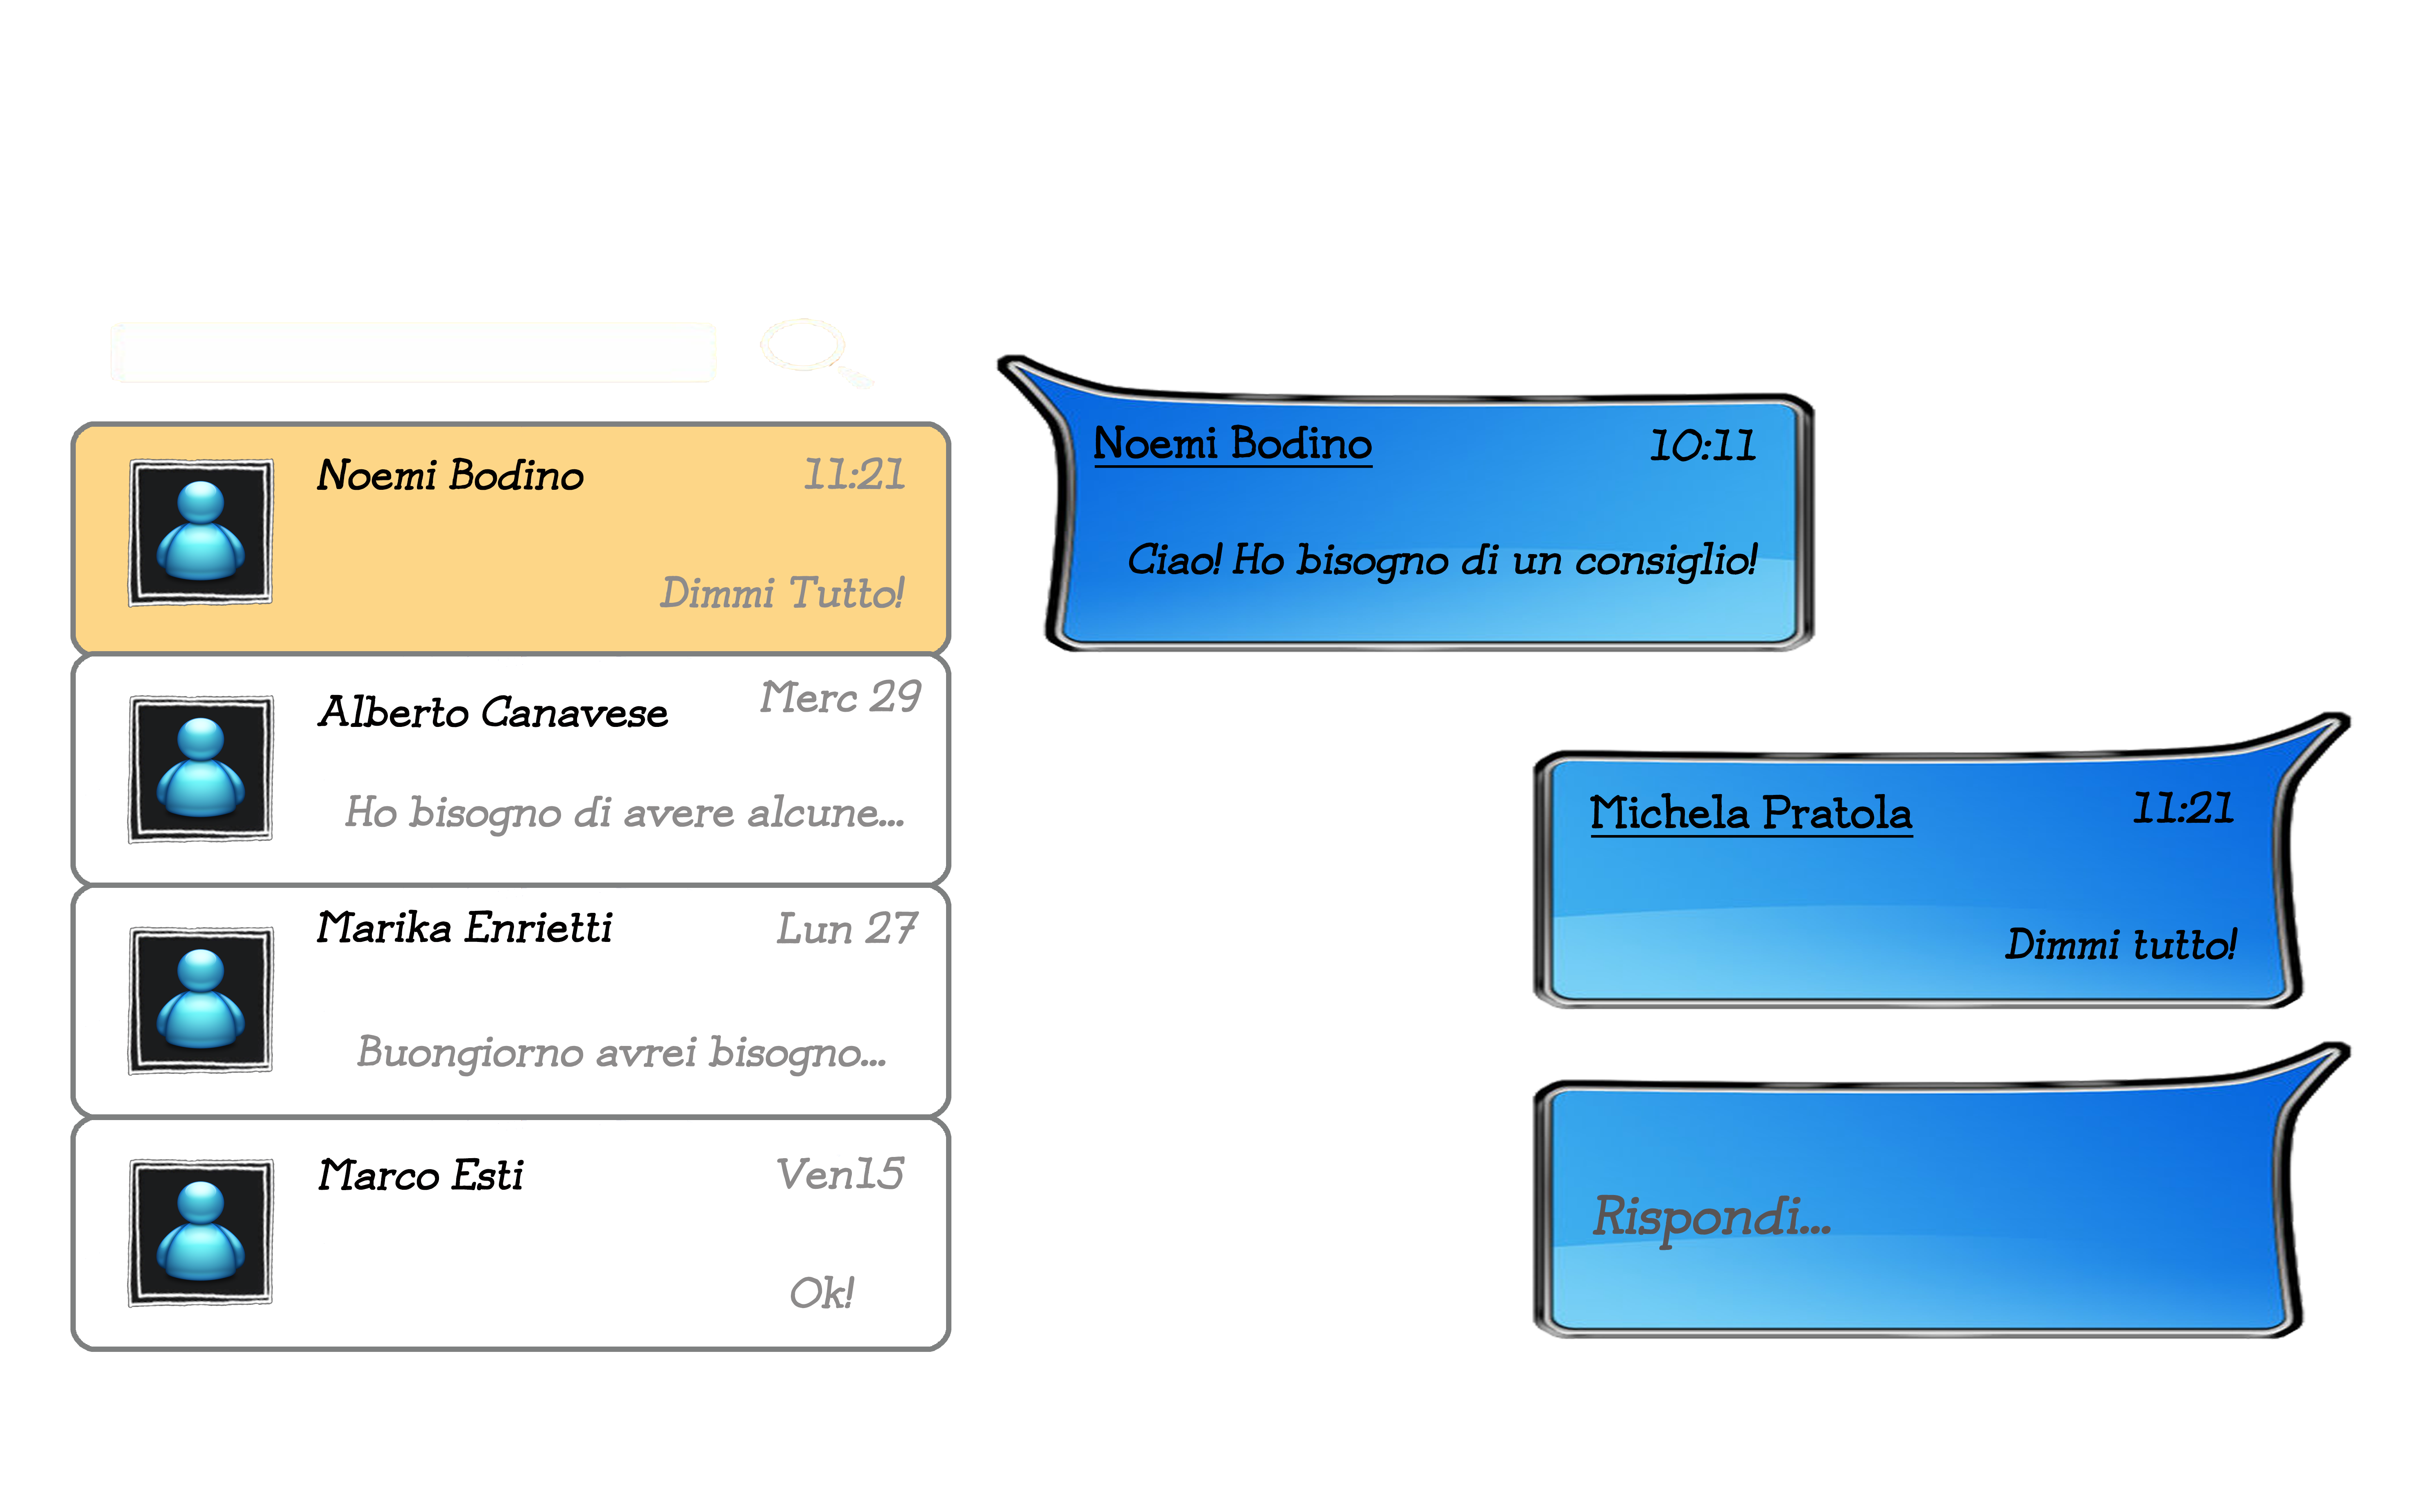 Noemi Bodino 11:21
Dimmi Tutto!
Alberto Canavese Merc 29
Ho bisogno di avere alcune...
Marika Enrietti Lun 27
Buongiorno avrei bisogno...
Marco Esti Ven15
Ok!
Noemi Bodino 10:11
Ciao! Ho bisogno di un consiglio!
Michela Pratola 11:21
Dimmi tutto!
Rispondi...